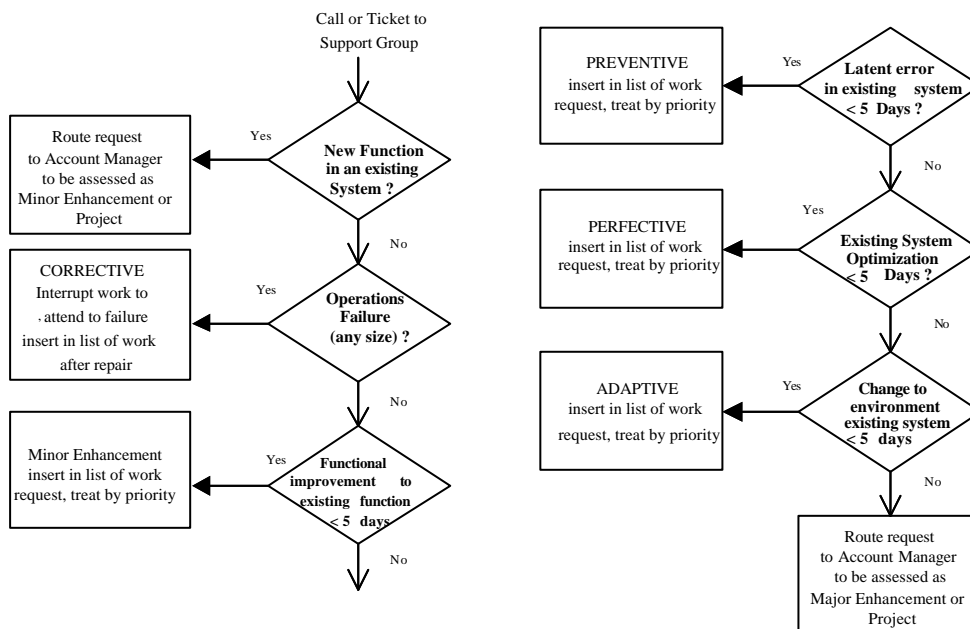 Call or Ticket to
Support Group
Yes
Route request
to Account Manager
to be assessed as
Minor Enhancement or
Project
New Function
in an existing
System ?
No
CORRECTIVE
Interrupt work to
, attend to failure
insert in list of work
after repair
Yes
Operations
Failure
(any size) ?
No
Minor Enhancement
insert in list of work
request, treat by priority
Yes
Functional
improvement to
existing function
< 5 days
No
PREVENTIVE
insert in list of work
request, treat by priority
Yes
Latent error
in existing system
< 5 Days ?
No
PERFECTIVE
insert in list of work
request, treat by priority
Yes
Existing System
Optimization
< 5 Days ?
No
ADAPTIVE
insert in list of work
request, treat by priority
Yes
Change to
environment
existing system
< 5 days
No
Route request
to Account Manager
to be assessed as
Major Enhancement or
Project